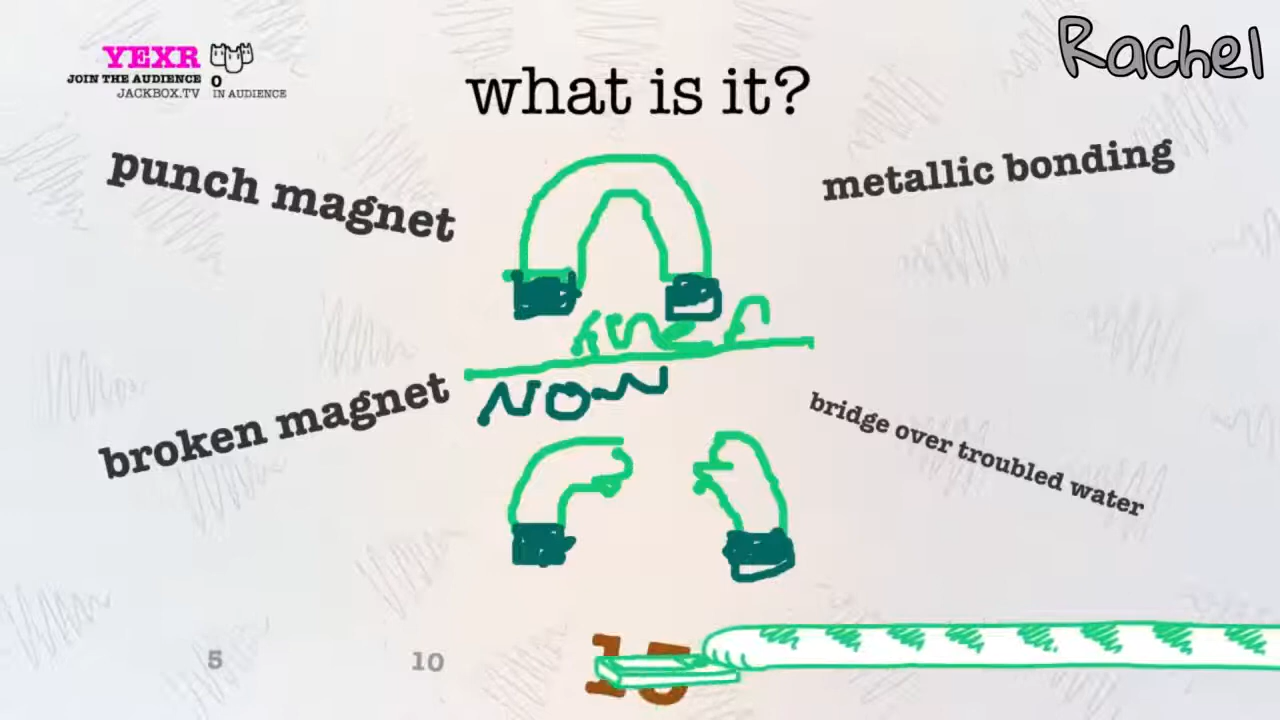 YEXR
JOIN THE AUDIENCE
JACKBOX.TV
0
IN AUDIENCE
Rachel
what is it?
punch magnet
metallic bonding
NOW
broken magnet
bridge over troubled water
5
10
15